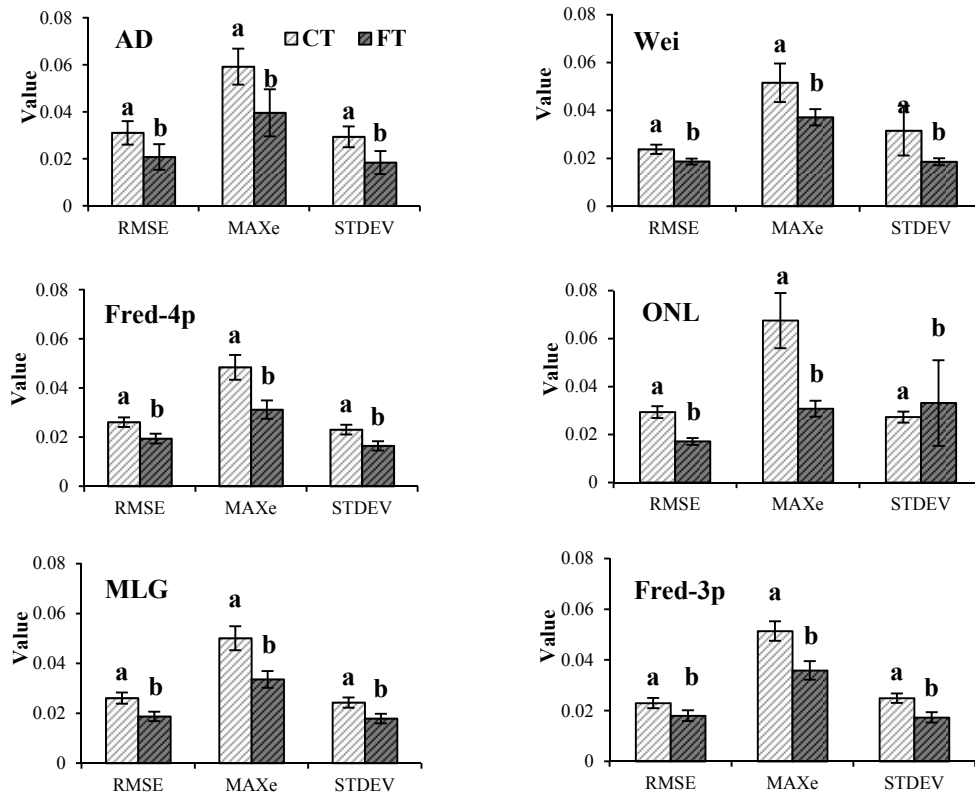 AD
CT FT
Value
0.08
0.06
0.04
0.02
0
a b a b a b
RMSE MAXe STDEV
Wei
Value
0.08
0.06
0.04
0.02
0
a b a b a b
RMSE MAXe STDEV
Fred-4p
Value
0.08
0.06
0.04
0.02
0
a b a b a b
RMSE MAXe STDEV
ONL
Value
0.08
0.06
0.04
0.02
0
a b a b a b
RMSE MAXe STDEV
MLG
Value
0.08
0.06
0.04
0.02
0
a b a b a b
RMSE MAXe STDEV
Fred-3p
Value
0.08
0.06
0.04
0.02
0
a b a b a b
RMSE MAXe STDEV